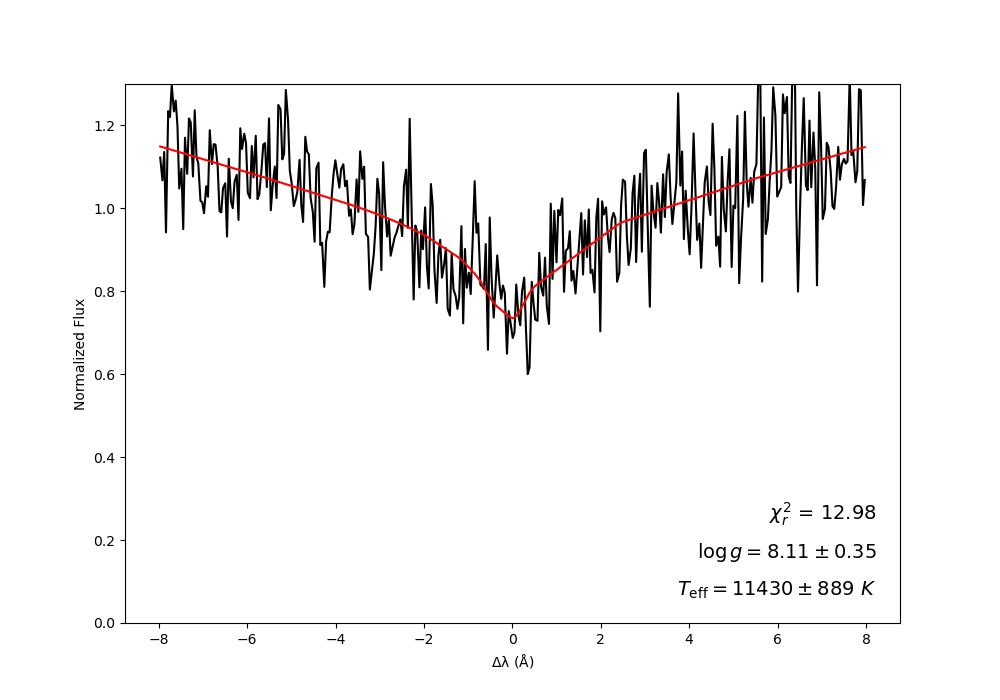 1.2
1.0
0.8
0.6
0.4
0.2
0.0
Normalized Flux
χ²ᵣ = 12.98
log g = 8.11 ± 0.35
T_eff = 11430 ± 889 K
−8 −6 −4 −2 0 2 4 6 8
Δλ (Å)